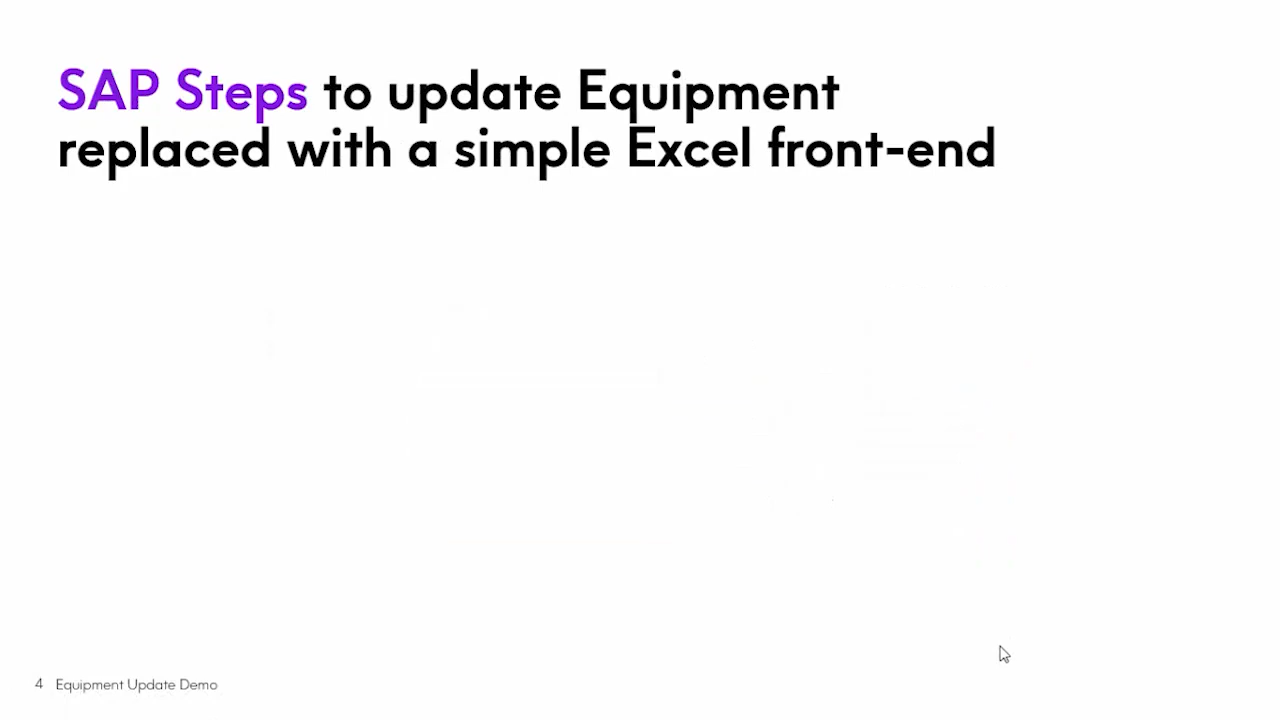 SAP Steps to update Equipment
replaced with a simple Excel front-end
4 Equipment Update Demo